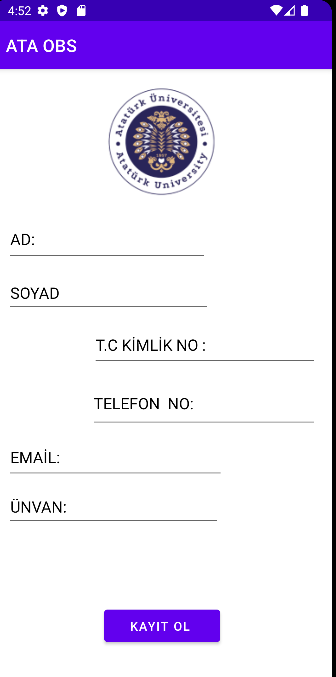 4:52
ATA OBS
Atatürk Üniversitesi
1957
Atatürk University
AD:
SOYAD
T.C KİMLİK NO :
TELEFON  NO:
EMAİL:
ÜNVAN:
KAYIT OL